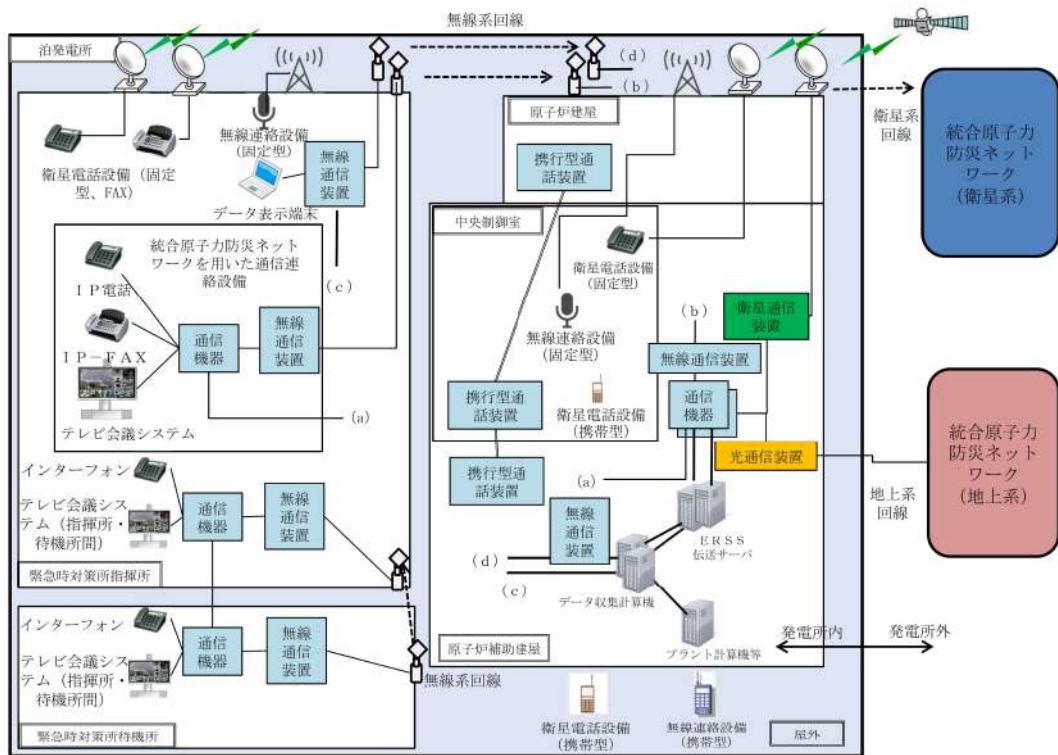 無線系回線
泊発電所
(d)
(b)
原子炉建屋
衛星系
回線
統合原子力
防災ネット
ワーク
(衛星系)
衛星電話設備 (固定
型、FAX)
無線連絡設備
(固定型)
データ表示端末
無線
通信
装置
(c)
携行型通
話装置
中央制御室
衛星電話設備
(固定型)
無線連絡設備
(固定型)
衛星電話設備
(携帯型)
統合原子力防災ネット
ワークを用いた通信連
絡設備
IP電話
IP-FAX
テレビ会議システム
通信
機器
無線
通信
装置
(a)
(b)
衛星通信
装置
無線通信装置
通信
機器
携行型通
話装置
携行型通
話装置
光通信装置
(a)
統合原子力
防災ネット
ワーク
(地上系)
地上系
回線
インターフォン
テレビ会議シス
テム (指揮所・
待機所間)
通信
機器
無線
通信
装置
緊急時対策所指揮所
無線
通信
装置
(d)
(c)
ERSS
伝送サーバ
データ収集計算機
プラント計算機等
原子炉補助建屋
発電所内
発電所外
インターフォン
テレビ会議シス
テム (指揮所・
待機所間)
通信
機器
無線
通信
装置
無線系回線
緊急時対策所待機所
衛星電話設備
(携帯型)
無線連絡設備
(携帯型)
屋外